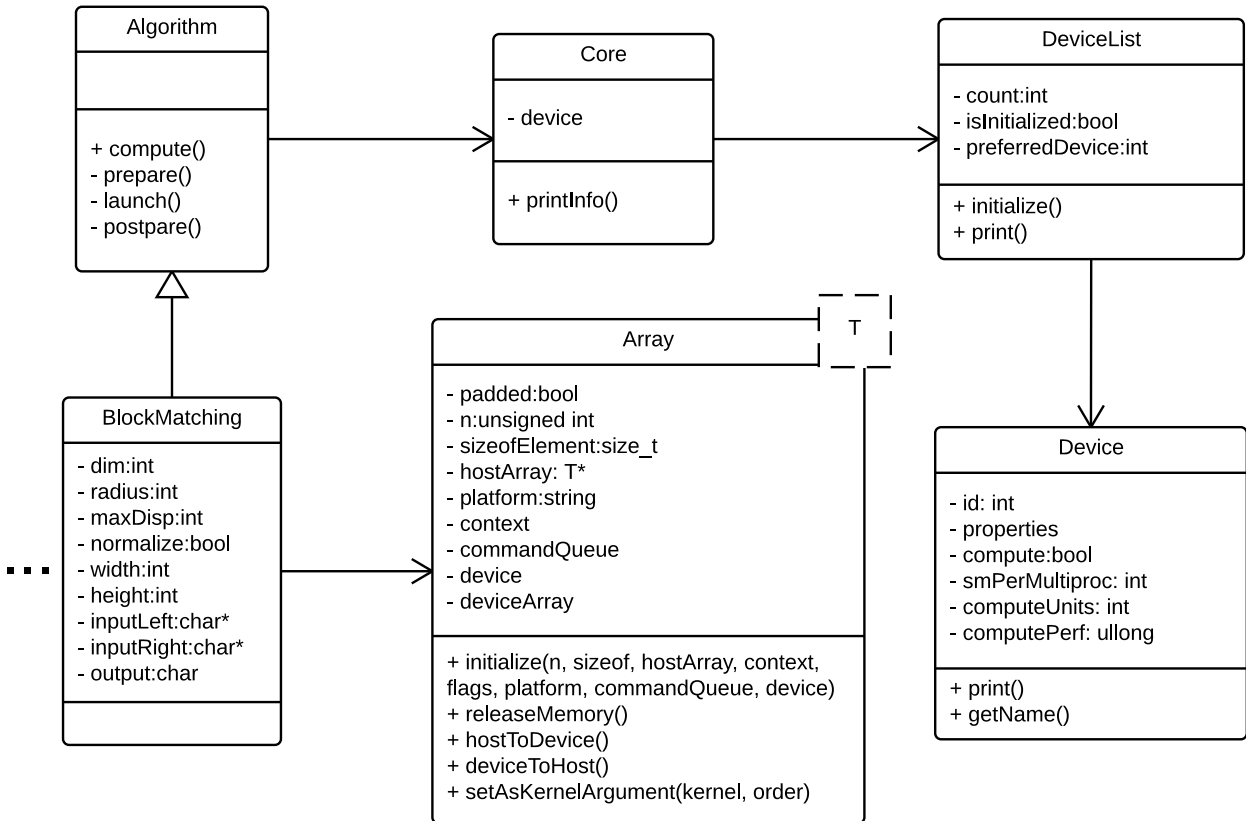 Algorithm
+ compute()
- prepare()
- launch()
- postpare()
Core
- device
+ printInfo()
DeviceList
- count:int
- isInitialized:bool
- preferredDevice:int
+ initialize()
+ print()
BlockMatching
- dim:int
- radius:int
- maxDisp:int
- normalize:bool
- width:int
- height:int
- inputLeft:char*
- inputRight:char*
- output:char
T
Array
- padded:bool
- n:unsigned int
- sizeofElement:size_t
- hostArray: T*
- platform:string
- context
- commandQueue
- device
- deviceArray
+ initialize(n, sizeof, hostArray, context,
flags, platform, commandQueue, device)
+ releaseMemory()
+ hostToDevice()
+ deviceToHost()
+ setAsKernelArgument(kernel, order)
Device
- id: int
- properties
- compute:bool
- smPerMultiproc: int
- computeUnits: int
- computePerf: ullong
+ print()
+ getName()